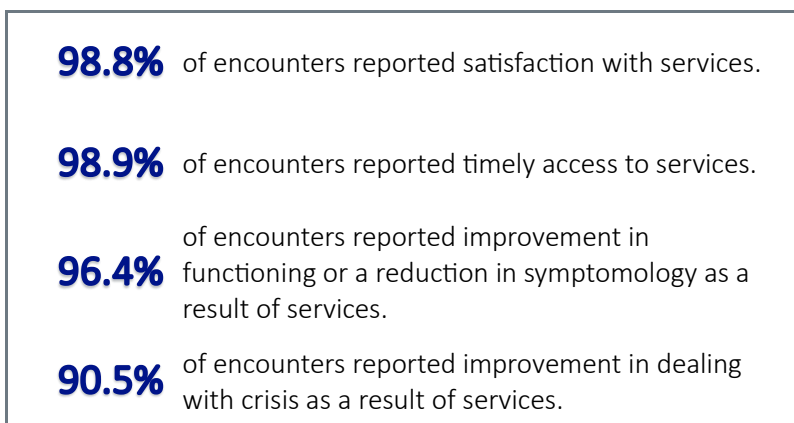 98.8% of encounters reported satisfaction with services.
98.9% of encounters reported timely access to services.
of encounters reported improvement in
96.4% functioning or a reduction in symptomology as a
result of services.
90.5% of encounters reported improvement in dealing
with crisis as a result of services.